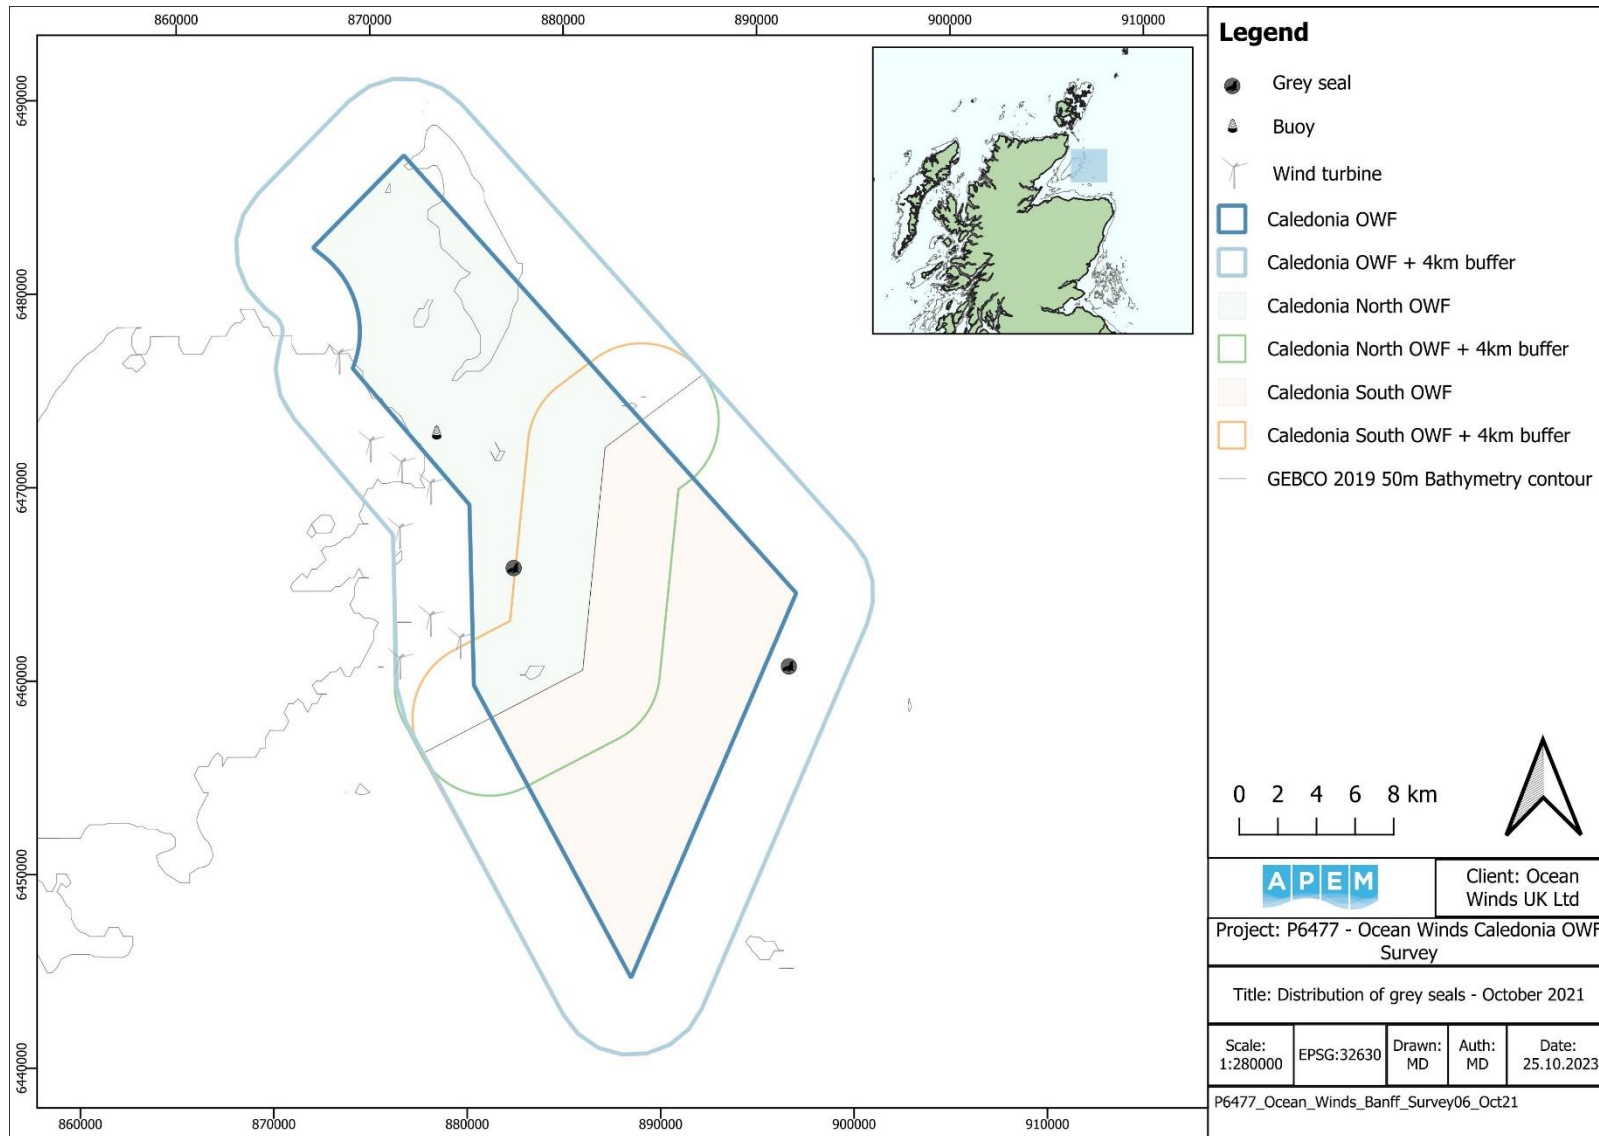 860000 870000 880000 890000 900000 910000
6490000
6480000
6470000
6460000
6450000
6440000
860000 870000 880000 890000 900000 910000
Legend
Grey seal
Buoy
Wind turbine
Caledonia OWF
Caledonia OWF + 4km buffer
Caledonia North OWF
Caledonia North OWF + 4km buffer
Caledonia South OWF
Caledonia South OWF + 4km buffer
GEBCO 2019 50m Bathymetry contour
0 2 4 6 8 km
APEM
Client: Ocean
Winds UK Ltd
Project: P6477 - Ocean Winds Caledonia OWF
Survey
Title: Distribution of grey seals - October 2021
Scale:
1:280000
EPSG:32630
Drawn:
MD
Auth:
MD
Date:
25.10.2023
P6477_Ocean_Winds_Banff_Survey06_Oct21